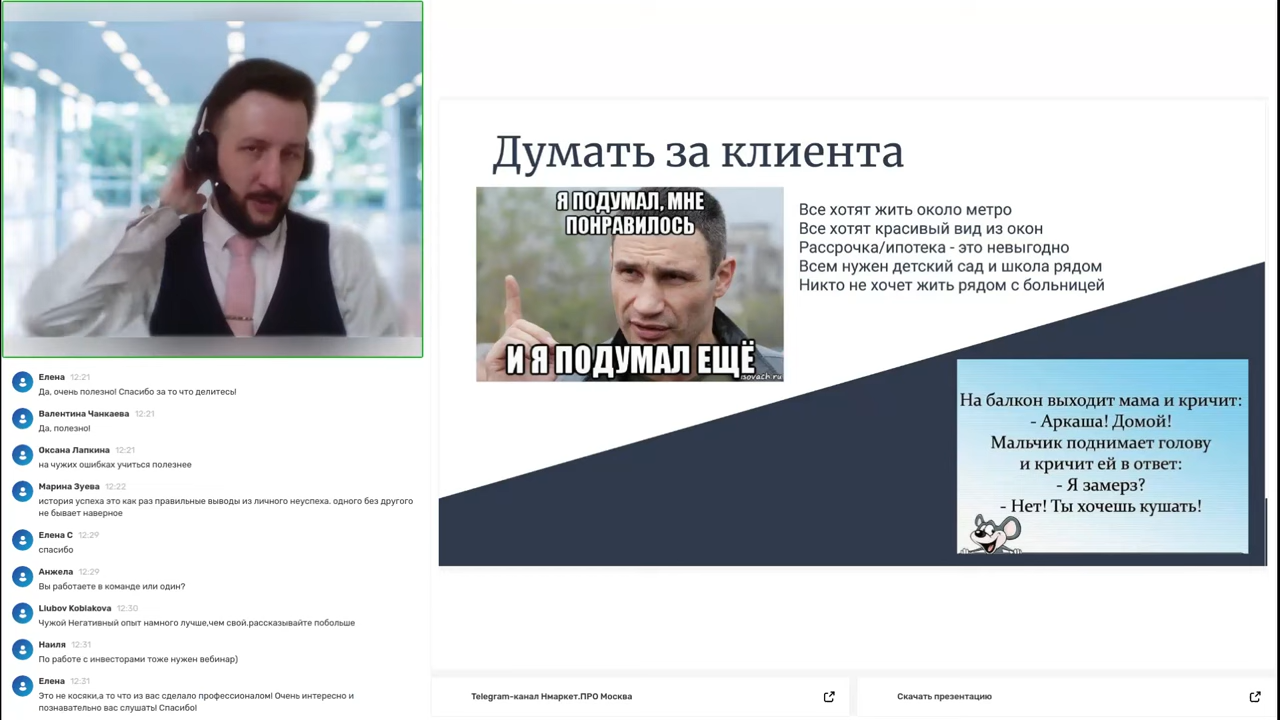 Думать за клиента
Я ПОДУМАЛ, МНЕ
ПОНРАВИЛОСЬ
И Я ПОДУМАЛ ЕЩЁ
isovach.ru
Все хотят жить около метро
Все хотят красивый вид из окон
Рассрочка/ипотека - это невыгодно
Всем нужен детский сад и школа рядом
Никто не хочет жить рядом с больницей
На балкон выходит мама и кричит:
- Аркаша! Домой!
Мальчик поднимает голову
и кричит ей в ответ:
- Я замерз?
- Нет! Ты хочешь кушать!
Елена 12:21
Да, очень полезно! Спасибо за то что делитесь!
Валентина Чанкаева 12:21
Да, полезно!
Оксана Лапкина 12:21
на чужих ошибках учиться полезнее
Марина Зуева 12:22
история успеха это как раз правильные выводы из личного неуспеха. одного без другого
не бывает наверное
Елена С 12:29
спасибо
Анжела 12:29
Вы работаете в команде или один?
Liubov Kobiakova 12:30
Чужой Негативный опыт намного лучше,чем свой.рассказывайте побольше
Наиля 12:31
По работе с инвесторами тоже нужен вебинар)
Елена 12:31
Это не косяки,а то что из вас сделало профессионалом! Очень интересно и
познавательно вас слушать! Спасибо!
Telegram-канал Нмаркет.ПРО Москва
Скачать презентацию